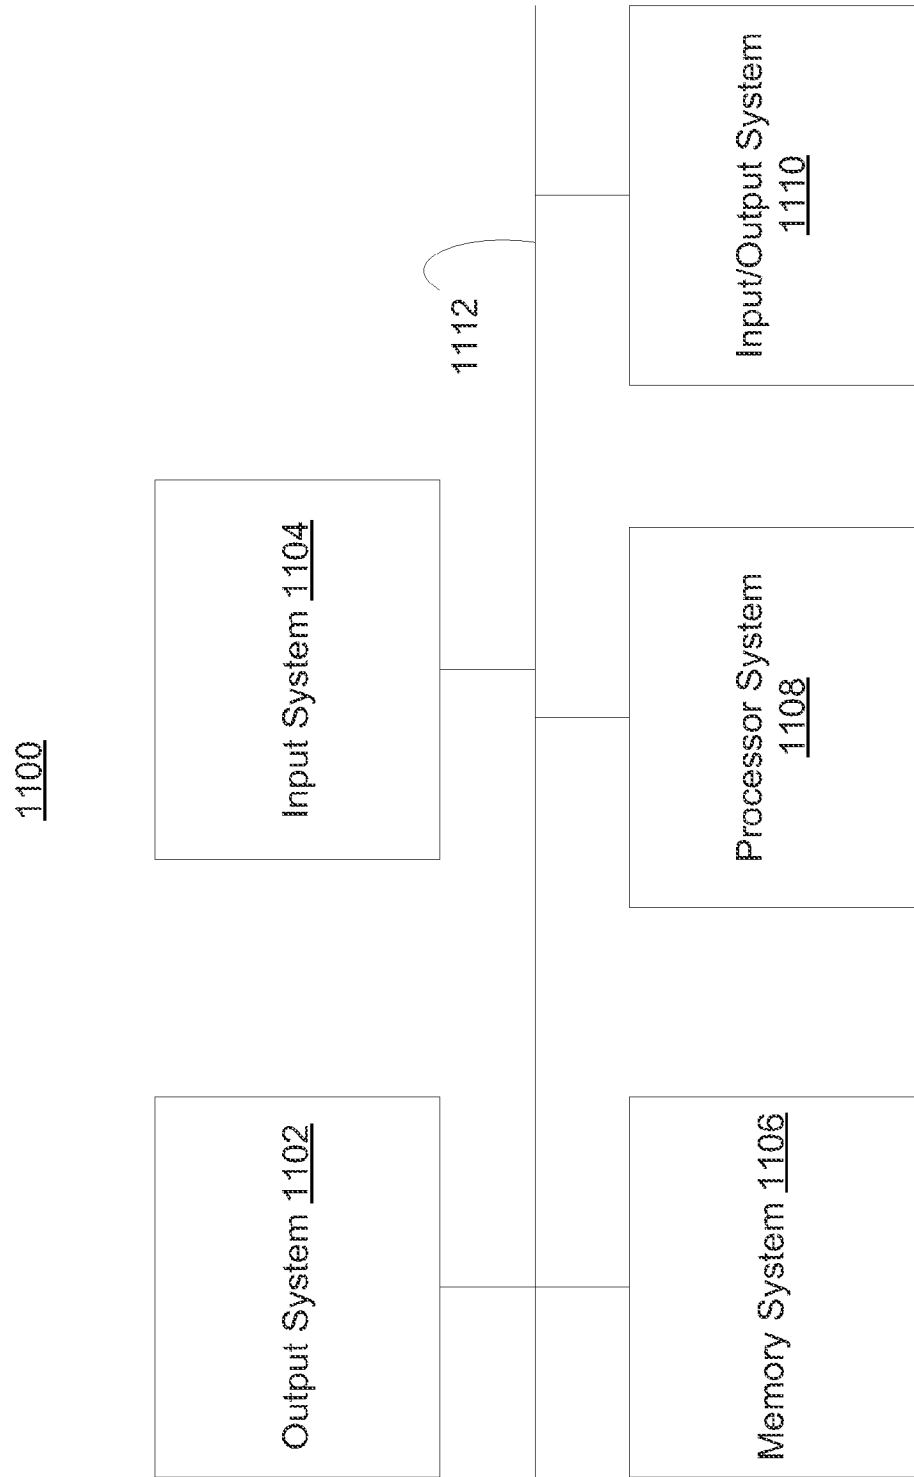 1100
Output System 1102
Input System 1104
1112
Memory System 1106
Processor System
1108
Input/Output System
1110